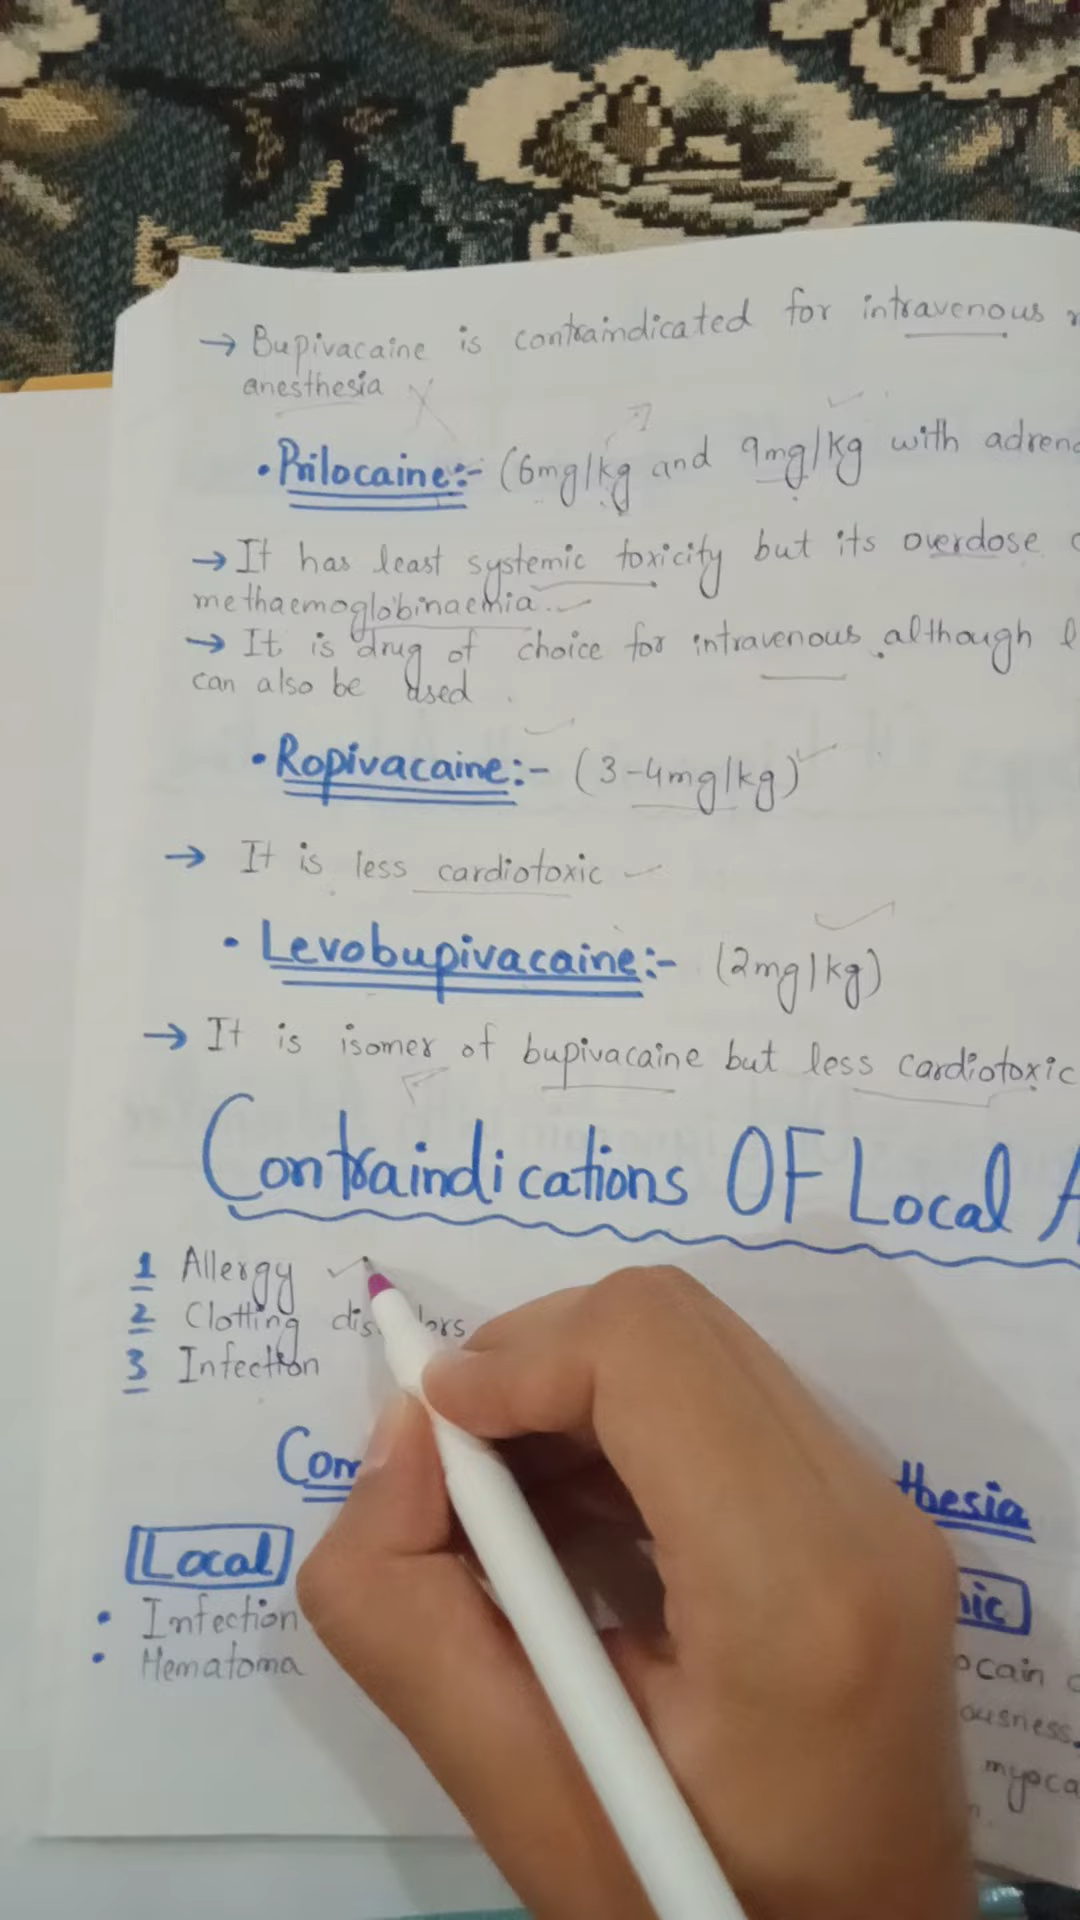 → Bupivacaine is contraindicated for intravenous
anesthesia
• Prilocaine:- (6mg/kg and 9mg/kg with
→ It has least systemic toxicity but its overdose
methaemoglobinaemia.
→ It is drug of choice for intravenous although
can also be used.
• Ropivacaine:- (3-4mg/kg)
→ It is less cardiotoxic
• Levobupivacaine:- (2mg/kg)
→ It is isomer of bupivacaine but less cardiotoxic
Contraindications OF Local
1 Allergy
2 Clotting
3 Infection
Local
• Infection
• Hematoma